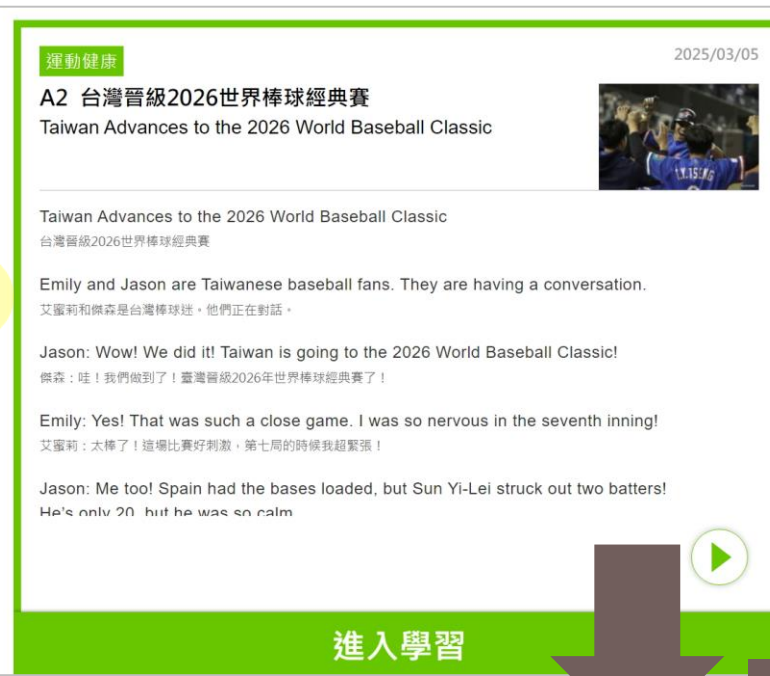 運動健康
2025/03/05
A2 台灣晉級2026世界棒球經典賽
Taiwan Advances to the 2026 World Baseball Classic
T.Y.TSENG
Taiwan Advances to the 2026 World Baseball Classic
台灣晉級2026世界棒球經典賽
Emily and Jason are Taiwanese baseball fans. They are having a conversation.
艾蜜莉和傑森是台灣棒球迷。他們正在對話。
Jason: Wow! We did it! Taiwan is going to the 2026 World Baseball Classic!
傑森：哇！我們做到了！臺灣晉級2026年世界棒球經典賽了！
Emily: Yes! That was such a close game. I was so nervous in the seventh inning!
艾蜜莉：太棒了！這場比賽好刺激，第七局的時候我超緊張！
Jason: Me too! Spain had the bases loaded, but Sun Yi-Lei struck out two batters!
He's only 20, but he was so calm
進入學習